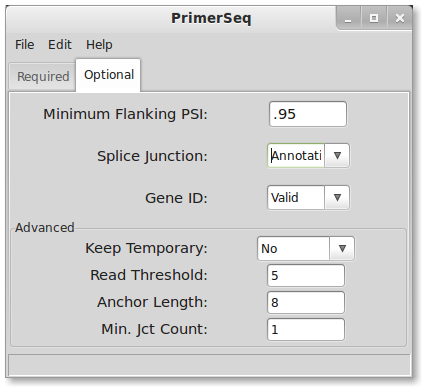 PrimerSeq
File Edit Help
Required Optional
Minimum Flanking PSI: .95
Splice Junction: Annotati
Gene ID: Valid
Advanced
Keep Temporary: No
Read Threshold: 5
Anchor Length: 8
Min. Jct Count: 1